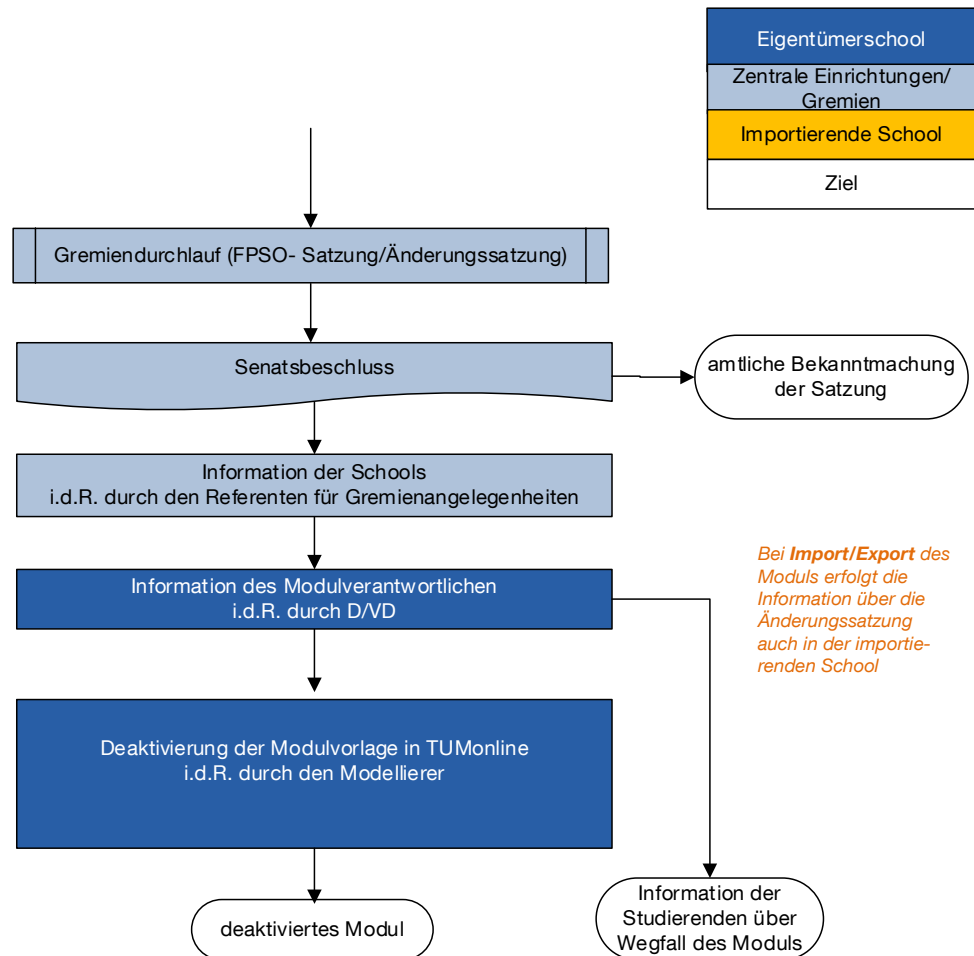 Eigentümerschool
Zentrale Einrichtungen/
Gremien
Importierende School
Ziel
Gremiendurchlauf (FPSO- Satzung/Änderungssatzung)
Senatsbeschluss
amtliche Bekanntmachung
der Satzung
Information der Schools
i.d.R. durch den Referenten für Gremienangelegenheiten
Information des Modulverantwortlichen
i.d.R. durch D/VD
Bei Import/Export des
Moduls erfolgt die
Information über die
Änderungssatzung
auch in der importie-
renden School
Deaktivierung der Modulvorlage in TUMonline
i.d.R. durch den Modellierer
deaktiviertes Modul
Information der
Studierenden über
Wegfall des Moduls